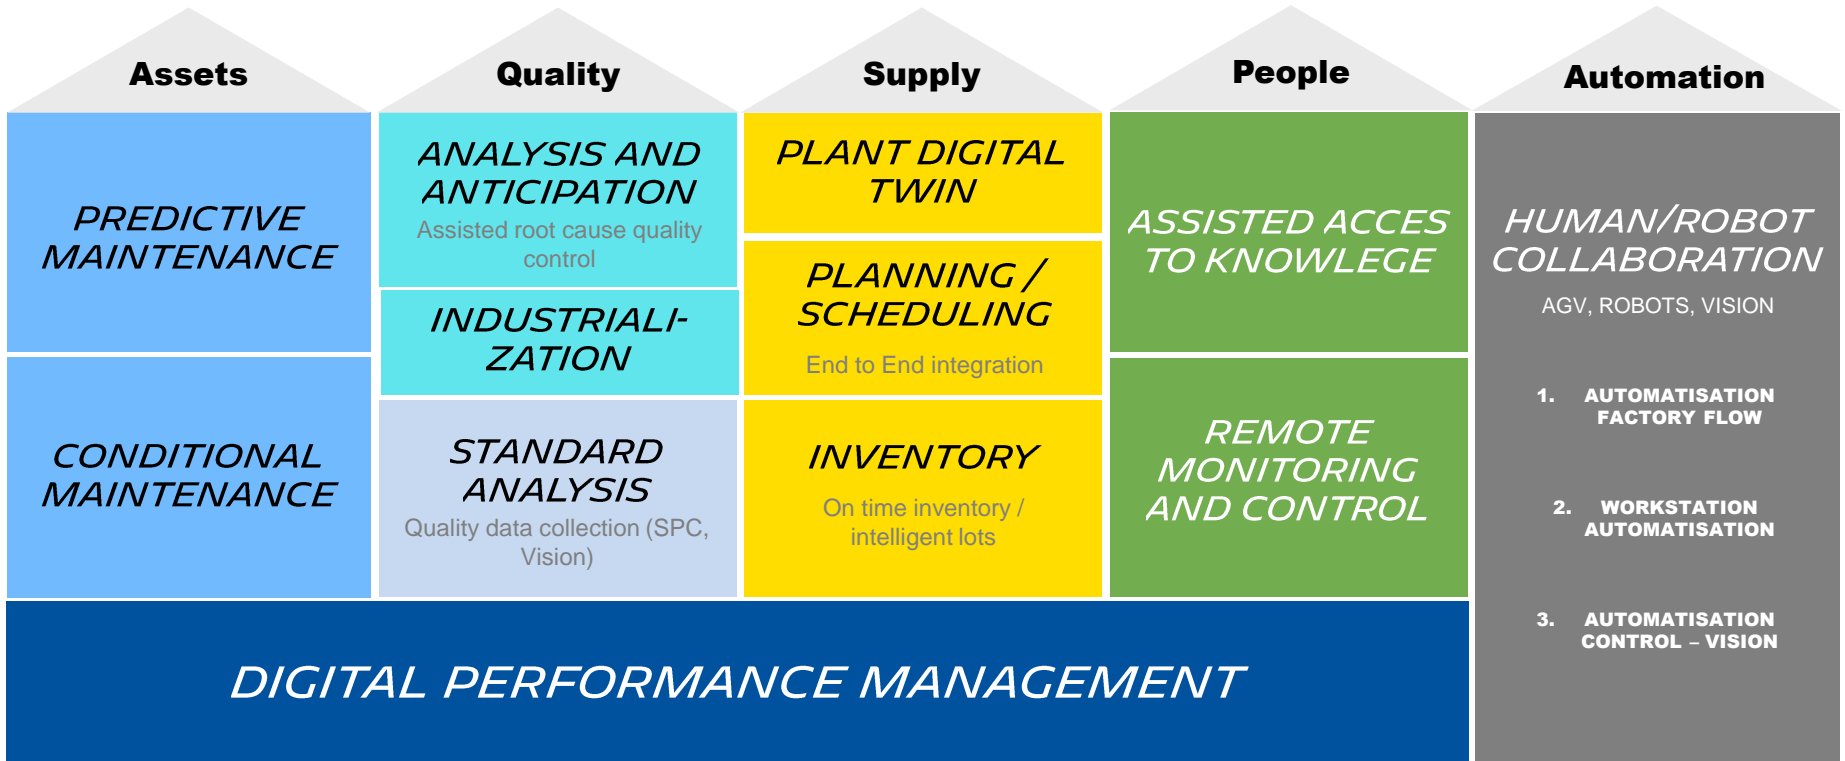 Assets
Quality
Supply
People
Automation
PREDICTIVE
MAINTENANCE
CONDITIONAL
MAINTENANCE
ANALYSIS AND
ANTICIPATION
Assisted root cause quality
control
INDUSTRIALI-
ZATION
STANDARD
ANALYSIS
Quality data collection (SPC,
Vision)
PLANT DIGITAL
TWIN
PLANNING /
SCHEDULING
End to End integration
INVENTORY
On time inventory /
intelligent lots
ASSISTED ACCES
TO KNOWLEGE
REMOTE
MONITORING
AND CONTROL
HUMAN/ROBOT
COLLABORATION
AGV, ROBOTS, VISION
1. AUTOMATISATION
FACTORY FLOW
2. WORKSTATION
AUTOMATISATION
3. AUTOMATISATION
CONTROL – VISION
DIGITAL PERFORMANCE MANAGEMENT